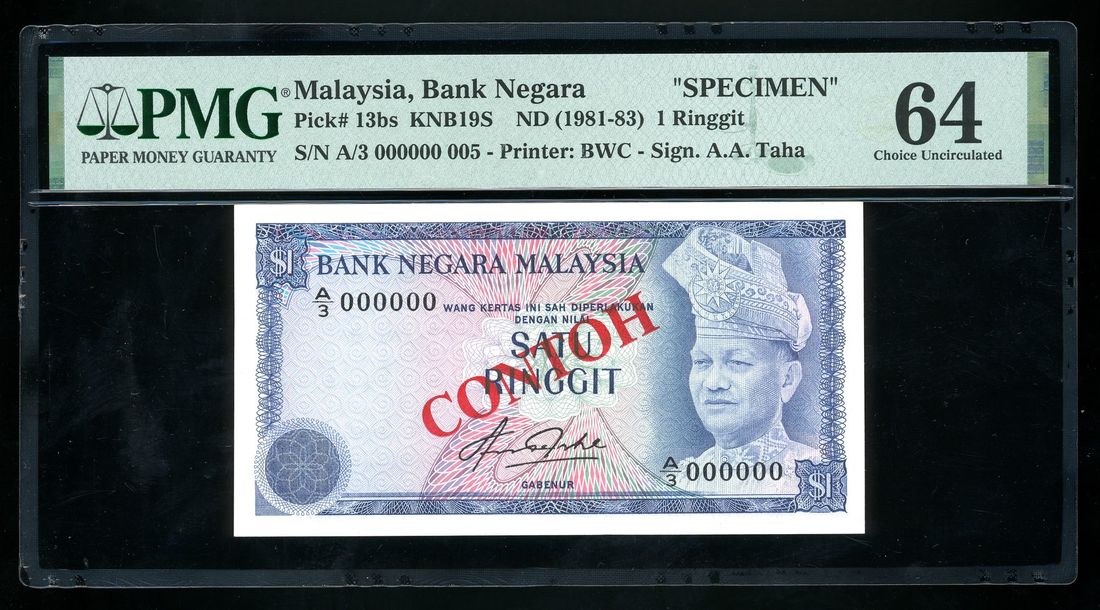 PMG®
PAPER MONEY GUARANTY
Malaysia, Bank Negara "SPECIMEN"
Pick# 13bs KNB19S ND (1981-83) 1 Ringgit
S/N A/3 000000 005 - Printer: BWC - Sign. A.A. Taha
64
Choice Uncirculated
$1
BANK NEGARA MALAYSIA
A/3 000000
WANG KERTAS INI SAH DIPERLAKUKAN
DENGAN NILAI
SATU
RINGGIT
CONTOH
GABENUR
A/3 000000
$1